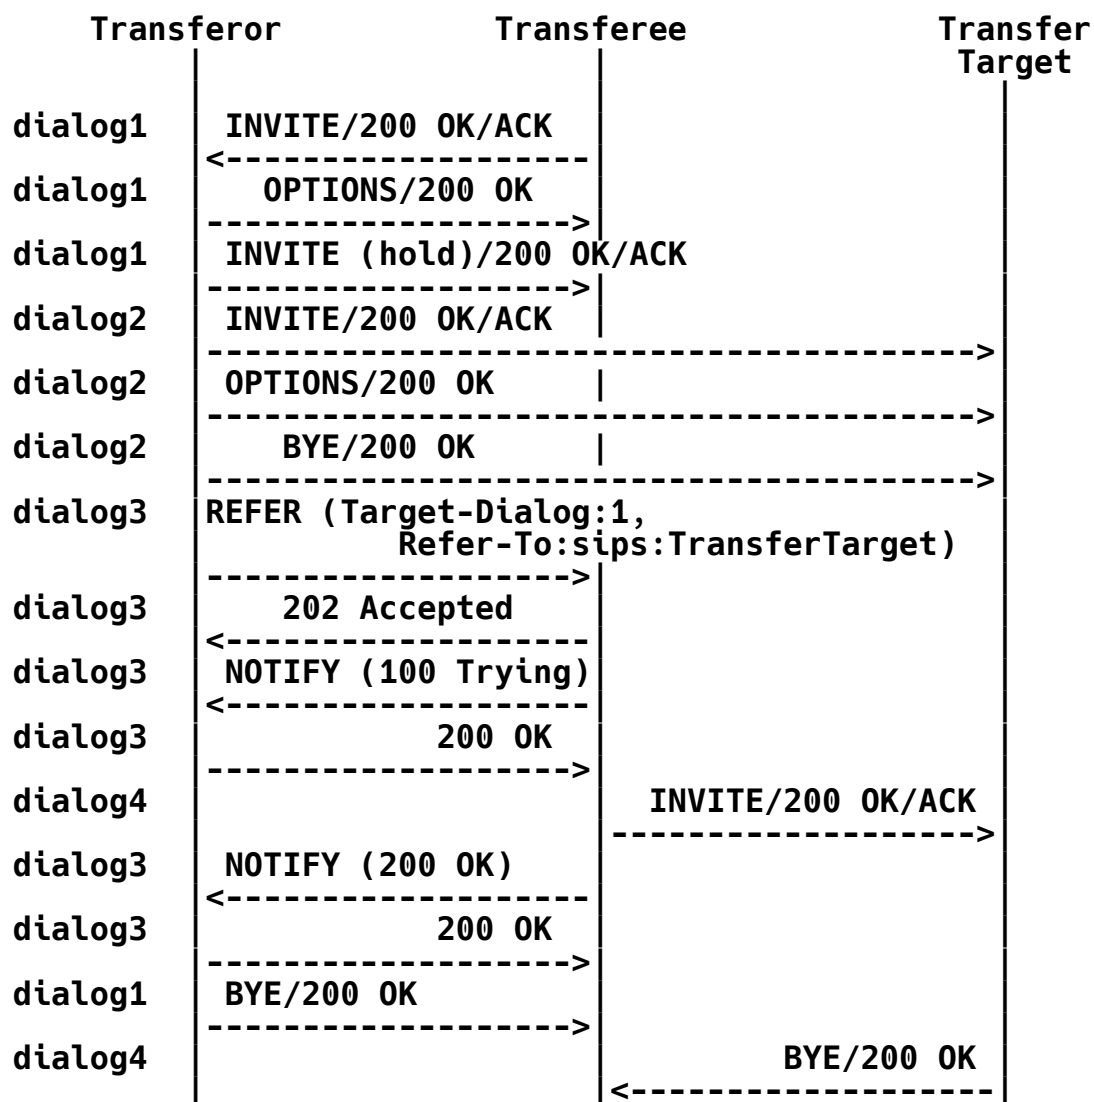 Transferor Transferee Transfer
Target
dialog1 INVITE/200 OK/ACK
dialog1 OPTIONS/200 OK
dialog1 INVITE (hold)/200 OK/ACK
dialog2 INVITE/200 OK/ACK
dialog2 OPTIONS/200 OK
dialog2 BYE/200 OK
dialog3 REFER (Target-Dialog:1,
Refer-To:sips:TransferTarget)
dialog3 202 Accepted
dialog3 NOTIFY (100 Trying)
dialog3 200 OK
dialog4 INVITE/200 OK/ACK
dialog3 NOTIFY (200 OK)
dialog3 200 OK
dialog1 BYE/200 OK
dialog4 BYE/200 OK